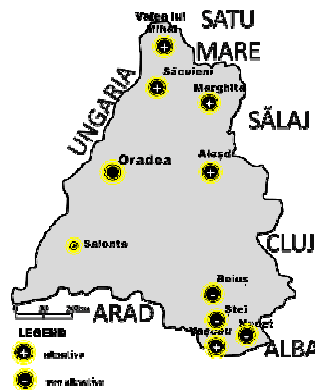 Valea lui
Mihai
SATU
MARE
Săcuieni
Marghita
UNGARIA
SĂLAJ
Oradea
Aleșd
Salonta
CLUJ
Beiuș
Ștei
Nucet
Vașcău
ARAD
ALBA
LEGEND